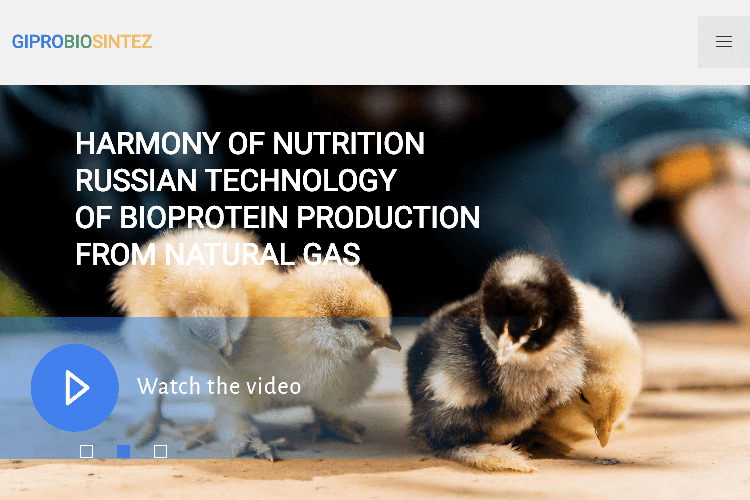 GIPROBIOSINTEZ
HARMONY OF NUTRITION
RUSSIAN TECHNOLOGY
OF BIOPROTEIN PRODUCTION
FROM NATURAL GAS
Watch the video